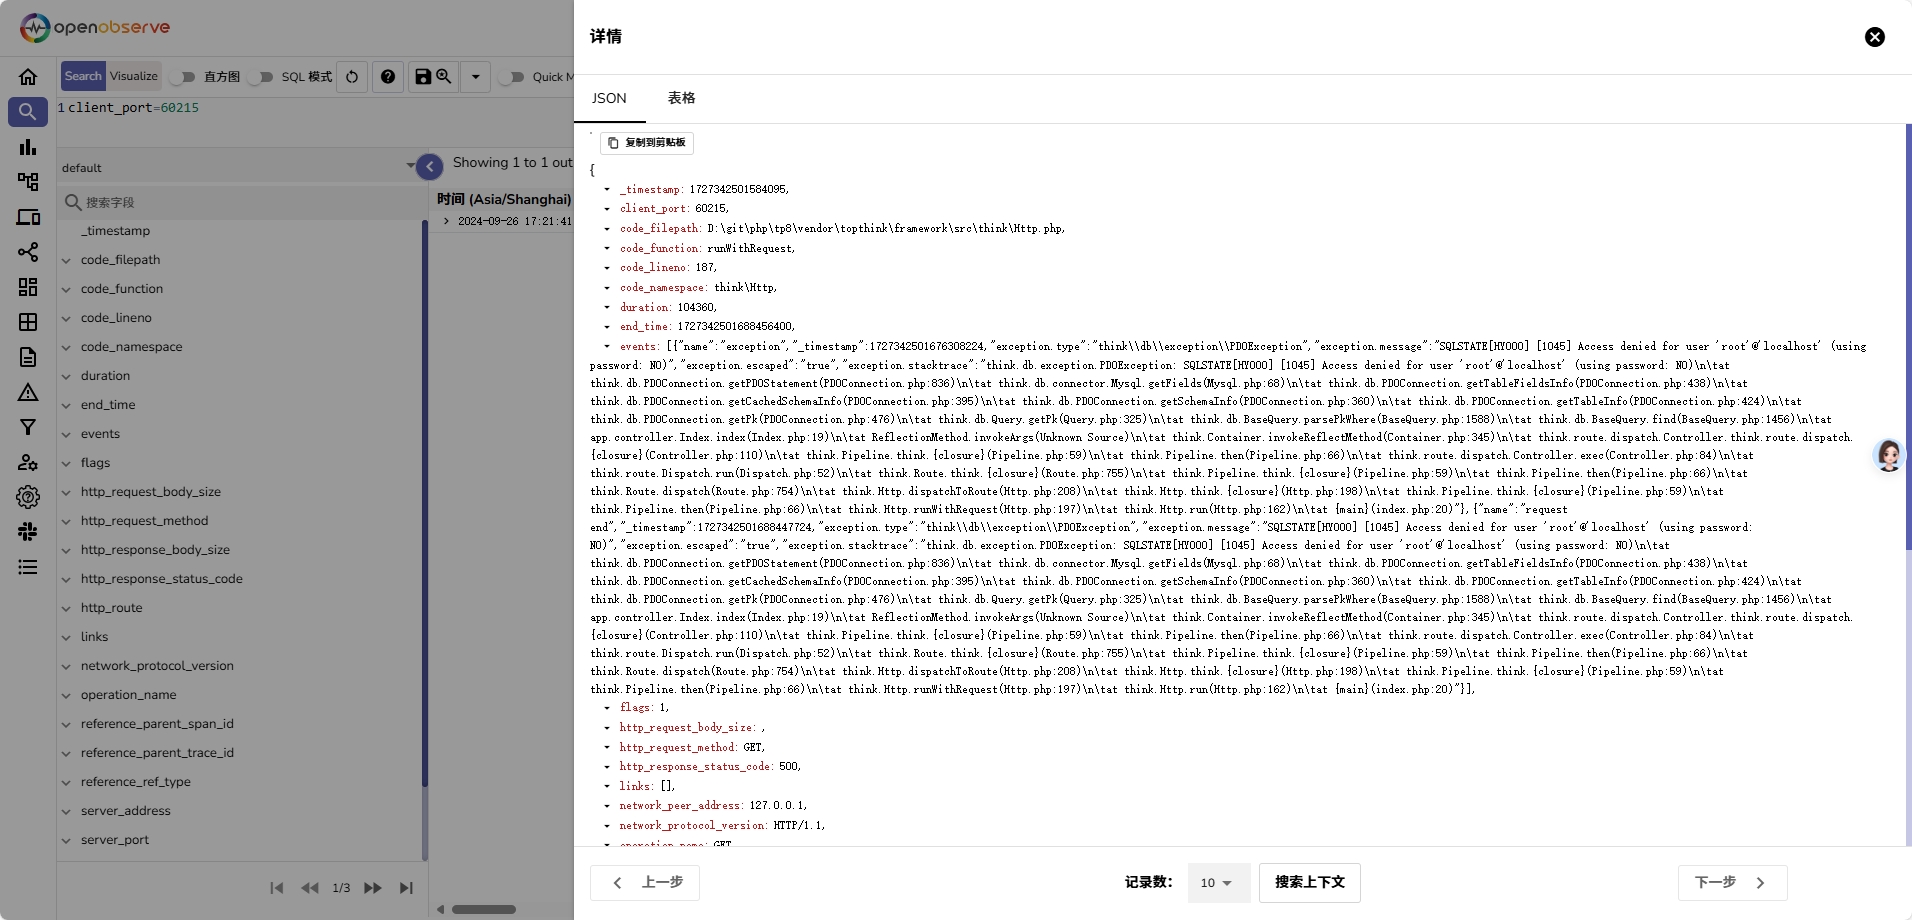 openobserve
Search Visualize 直方图 SQL 模式 Quick M
1 client_port=60215
default
Showing 1 to 1 out
搜索字段
时间 (Asia/Shanghai)
2024-09-26 17:21:41
_timestamp
code_filepath
code_function
code_lineno
code_namespace
duration
end_time
events
flags
http_request_body_size
http_request_method
http_response_body_size
http_response_status_code
http_route
links
network_protocol_version
operation_name
reference_parent_span_id
reference_parent_trace_id
reference_ref_type
server_address
server_port
1/3
详情
JSON 表格
复制到剪贴板
{
_timestamp: 1727342501584095,
client_port: 60215,
code_filepath: D:\git\php\tp8\vendor\topthink\framework\src\think\Http.php,
code_function: runWithRequest,
code_lineno: 187,
code_namespace: think\Http,
duration: 104360,
end_time: 1727342501688456400,
events: [{"name":"exception","_timestamp":1727342501676308224,"exception.type":"think\\db\\exception\\PDOException","exception.message":"SQLSTATE[HY000] [1045] Access denied for user 'root'@'localhost' (using
password: NO)","exception.escaped":"true","exception.stacktrace":"think.db.exception.PDOException: SQLSTATE[HY000] [1045] Access denied for user 'root'@'localhost' (using password: NO)\n\tat
think.db.PDOConnection.getPDOStatement(PDOConnection.php:836)\n\tat think.db.connector.Mysql.getFields(Mysql.php:68)\n\tat think.db.PDOConnection.getTableFieldsInfo(PDOConnection.php:438)\n\tat
think.db.PDOConnection.getCachedSchemaInfo(PDOConnection.php:395)\n\tat think.db.PDOConnection.getSchemaInfo(PDOConnection.php:360)\n\tat think.db.PDOConnection.getTableInfo(PDOConnection.php:424)\n\tat
think.db.PDOConnection.getPk(PDOConnection.php:476)\n\tat think.db.Query.getPk(Query.php:325)\n\tat think.db.BaseQuery.parsePkWhere(BaseQuery.php:1588)\n\tat think.db.BaseQuery.find(BaseQuery.php:1456)\n\tat
app.controller.Index.index(Index.php:19)\n\tat ReflectionMethod.invokeArgs(Unknown Source)\n\tat think.Container.invokeReflectMethod(Container.php:345)\n\tat think.route.dispatch.Controller.think.route.dispatch.
{closure}(Controller.php:110)\n\tat think.Pipeline.think.{closure}(Pipeline.php:59)\n\tat think.Pipeline.then(Pipeline.php:66)\n\tat think.route.dispatch.Controller.exec(Controller.php:84)\n\tat
think.route.Dispatch.run(Dispatch.php:52)\n\tat think.Route.think.{closure}(Route.php:755)\n\tat think.Pipeline.think.{closure}(Pipeline.php:59)\n\tat think.Pipeline.then(Pipeline.php:66)\n\tat
think.Route.dispatch(Route.php:754)\n\tat think.Http.dispatchToRoute(Http.php:208)\n\tat think.Http.think.{closure}(Http.php:198)\n\tat think.Pipeline.think.{closure}(Pipeline.php:59)\n\tat
think.Pipeline.then(Pipeline.php:66)\n\tat think.Http.runWithRequest(Http.php:197)\n\tat think.Http.run(Http.php:162)\n\tat {main}(index.php:20)"},{"name":"request
end","_timestamp":1727342501688447724,"exception.type":"think\\db\\exception\\PDOException","exception.message":"SQLSTATE[HY000] [1045] Access denied for user 'root'@'localhost' (using password:
NO)","exception.escaped":"true","exception.stacktrace":"think.db.exception.PDOException: SQLSTATE[HY000] [1045] Access denied for user 'root'@'localhost' (using password: NO)\n\tat
think.db.PDOConnection.getPDOStatement(PDOConnection.php:836)\n\tat think.db.connector.Mysql.getFields(Mysql.php:68)\n\tat think.db.PDOConnection.getTableFieldsInfo(PDOConnection.php:438)\n\tat
think.db.PDOConnection.getCachedSchemaInfo(PDOConnection.php:395)\n\tat think.db.PDOConnection.getSchemaInfo(PDOConnection.php:360)\n\tat think.db.PDOConnection.getTableInfo(PDOConnection.php:424)\n\tat
think.db.PDOConnection.getPk(PDOConnection.php:476)\n\tat think.db.Query.getPk(Query.php:325)\n\tat think.db.BaseQuery.parsePkWhere(BaseQuery.php:1588)\n\tat think.db.BaseQuery.find(BaseQuery.php:1456)\n\tat
app.controller.Index.index(Index.php:19)\n\tat ReflectionMethod.invokeArgs(Unknown Source)\n\tat think.Container.invokeReflectMethod(Container.php:345)\n\tat think.route.dispatch.Controller.think.route.dispatch.
{closure}(Controller.php:110)\n\tat think.Pipeline.think.{closure}(Pipeline.php:59)\n\tat think.Pipeline.then(Pipeline.php:66)\n\tat think.route.dispatch.Controller.exec(Controller.php:84)\n\tat
think.route.Dispatch.run(Dispatch.php:52)\n\tat think.Route.think.{closure}(Route.php:755)\n\tat think.Pipeline.think.{closure}(Pipeline.php:59)\n\tat think.Pipeline.then(Pipeline.php:66)\n\tat
think.Route.dispatch(Route.php:754)\n\tat think.Http.dispatchToRoute(Http.php:208)\n\tat think.Http.think.{closure}(Http.php:198)\n\tat think.Pipeline.think.{closure}(Pipeline.php:59)\n\tat
think.Pipeline.then(Pipeline.php:66)\n\tat think.Http.runWithRequest(Http.php:197)\n\tat think.Http.run(Http.php:162)\n\tat {main}(index.php:20)"}],
flags: 1,
http_request_body_size: ,
http_request_method: GET,
http_response_status_code: 500,
links: [],
network_peer_address: 127.0.0.1,
network_protocol_version: HTTP/1.1,
operation_name: GET
上一步 记录数： 10 搜索上下文 下一步